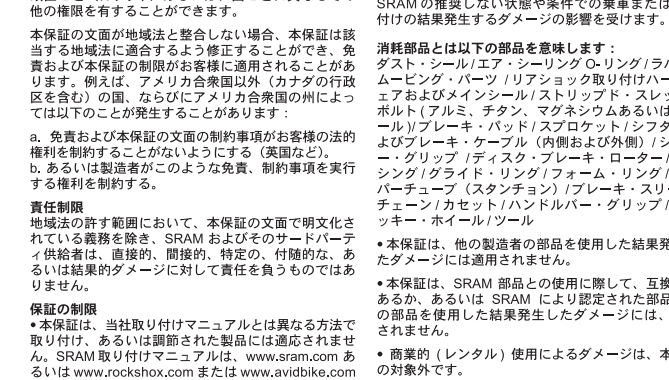 他の権限を有することができます。
本保証の文面が地域法と整合しない場合、本保証は該
当する地域法に適合するよう修正することができ、免
責および本保証の制限がお客様に適用されることがあ
ります。例えば、アメリカ合衆国以外（カナダの行政
区を含む）の国、ならびにアメリカ合衆国の州によっ
ては以下のことが発生することがあります：
a. 免責および本保証の文面の制約事項がお客様の法的
権利を制約することがないようにする（英国など）。
b. あるいは製造者がこのような免責、制約事項を実行
する権利を制約する。
責任制限
地域法の許す範囲において、本保証の文面で明文化さ
れている義務を除き、SRAM およびそのサードパーテ
ィ供給者は、直接的、間接的、特定の、付随的な、あ
るいは結果的ダメージに対して責任を負うものではあ
りません。
保証の制限
• 本保証は、当社取り付けマニュアルとは異なる方法で
取り付け、あるいは調節された製品には適応されませ
ん。SRAM 取り付けマニュアルは、www.sram.com あ
るいは www.rockshox.com または www.avidbike.com
SRAM の推奨しない状態や条件での乗車または
付けの結果発生するダメージの影響を受けます。
消耗部品とは以下の部品を意味します：
ダスト・シール / エア・シーリング O- リング / ラバ
ムービング・パーツ / リアショック取り付けハー
ェアおよびメインシール / ストリップド・スレッ
ボルト ( アルミ、チタン、マグネシウムあるいは
ール )/ ブレーキ・パッド / スプロケット / シフタ
よびブレーキ・ケーブル（内側および外側）/ シ
ー・グリップ / ディスク・ブレーキ・ローター /
シング / グライド・リング / フォーム・リング /
パーチューブ（スタンチョン）/ ブレーキ・スリー
チェーン / カセット / ハンドルバー・グリップ /
ッキー・ホイール / ツール
• 本保証は、他の製造者の部品を使用した結果発
たダメージには適用されません。
• 本保証は、SRAM 部品との使用に際して、互換
あるか、あるいは SRAM により認定された部品
の部品を使用した結果発生したダメージには、
されません。
• 商業的 ( レンタル ) 使用によるダメージは、本
の対象外です。